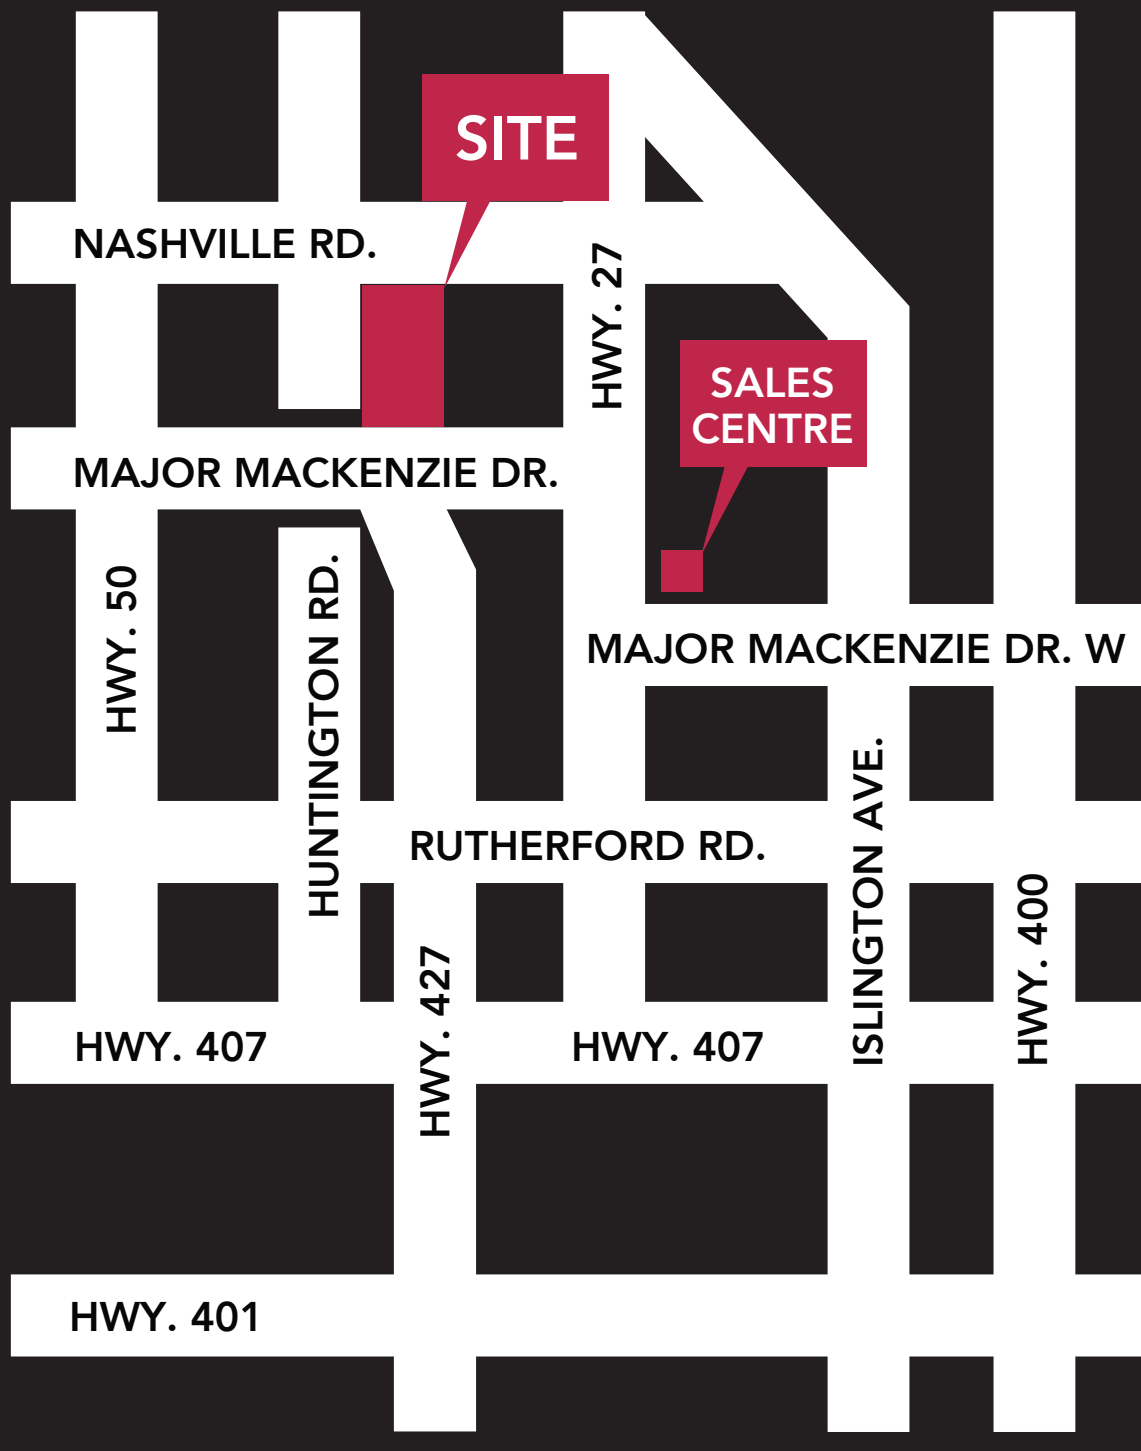 SITE
NASHVILLE RD.
HWY. 27
SALES
CENTRE
MAJOR MACKENZIE DR.
HWY. 50
HUNTINGTON RD.
MAJOR MACKENZIE DR. W
RUTHERFORD RD.
ISLINGTON AVE.
HWY. 400
HWY. 427
HWY. 407
HWY. 407
HWY. 401